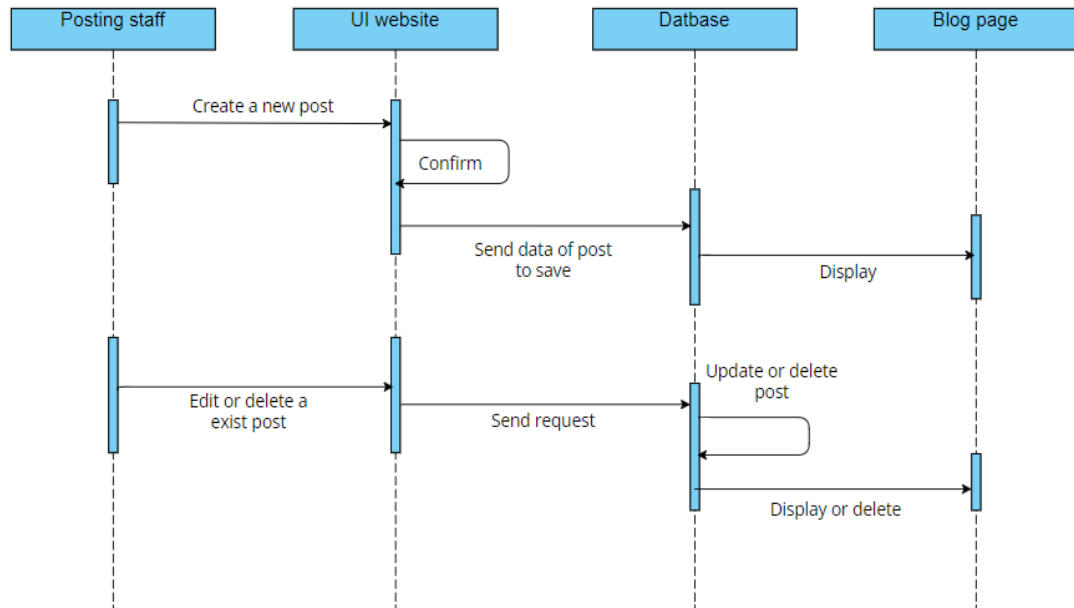 Posting staff
UI website
Datbase
Blog page
Create a new post
Confirm
Send data of post
to save
Display
Edit or delete a
exist post
Send request
Update or delete
post
Display or delete